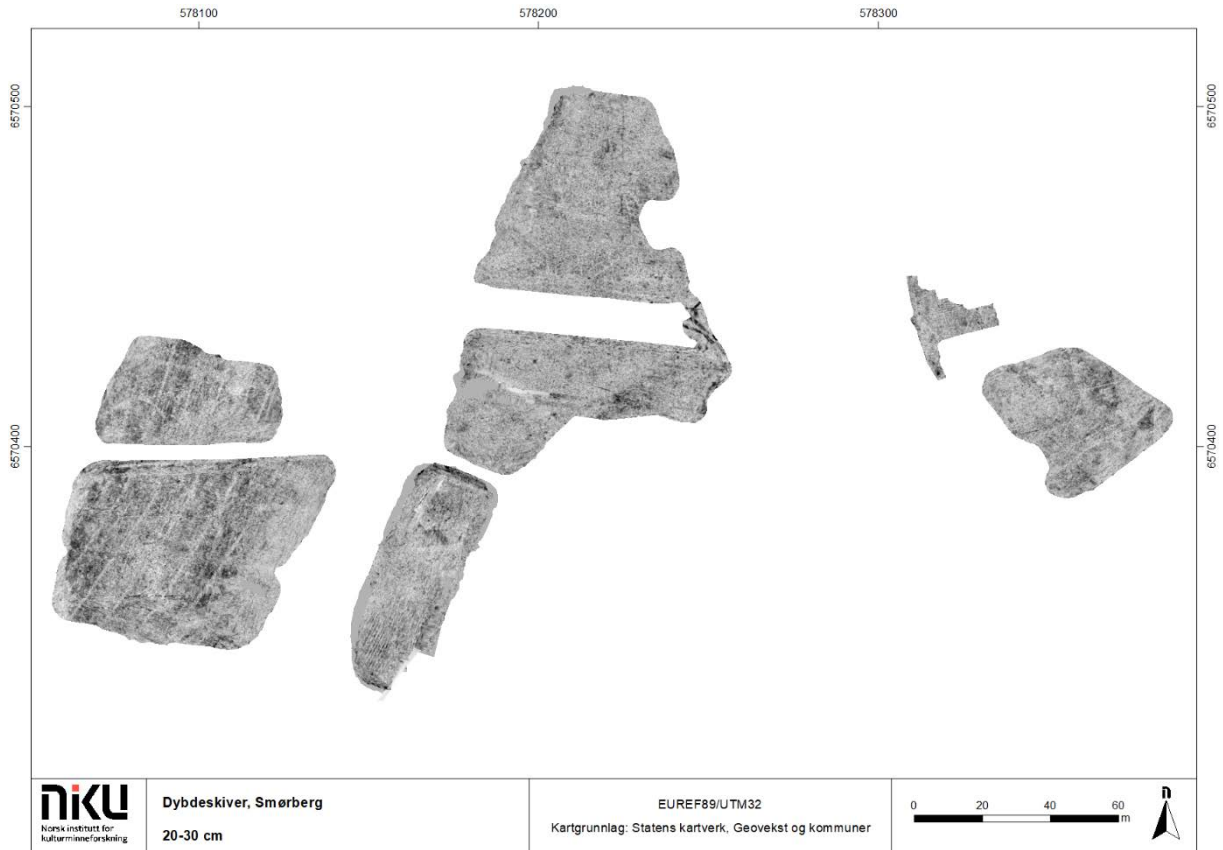 578100 578200 578300
6570500 6570500
6570400 6570400
NIKU
Norsk institutt for
kulturminneforskning
Dybdeskiver, Smørberg
20-30 cm
EUREF89/UTM32
Kartgrunnlag: Statens kartverk, Geovekst og kommuner
0 20 40 60
m
n